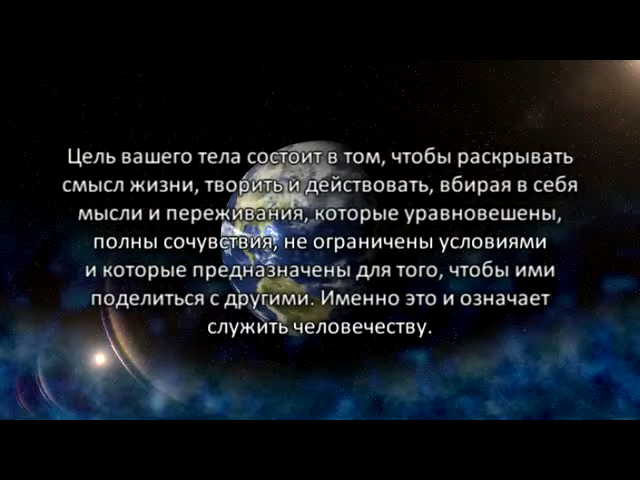 Цель вашего тела состоит в том, чтобы раскрывать
смысл жизни, творить и действовать, вбирая в себя
мысли и переживания, которые уравновешены,
полны сочувствия, не ограничены условиями
и которые предназначены для того, чтобы ими
поделиться с другими. Именно это и означает
служить человечеству.